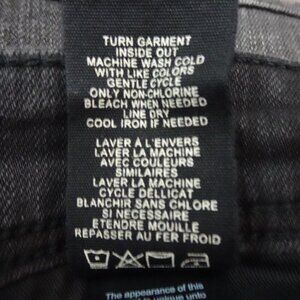 TURN GARMENT
INSIDE OUT
MACHINE WASH COLD
WITH LIKE COLORS
GENTLE CYCLE
ONLY NON-CHLORINE
BLEACH WHEN NEEDED
LINE DRY
COOL IRON IF NEEDED
LAVER À L'ENVERS
LAVER LA MACHINE
AVEC COULEURS
SIMILAIRES
LAVER LA MACHINE
CYCLE DÉLLICAT
BLANCHIR SANS CHLORE
SI NECESSAIRE
ETENDRE MOUILLE
REPASSER AU FER FROID
The appearance of this